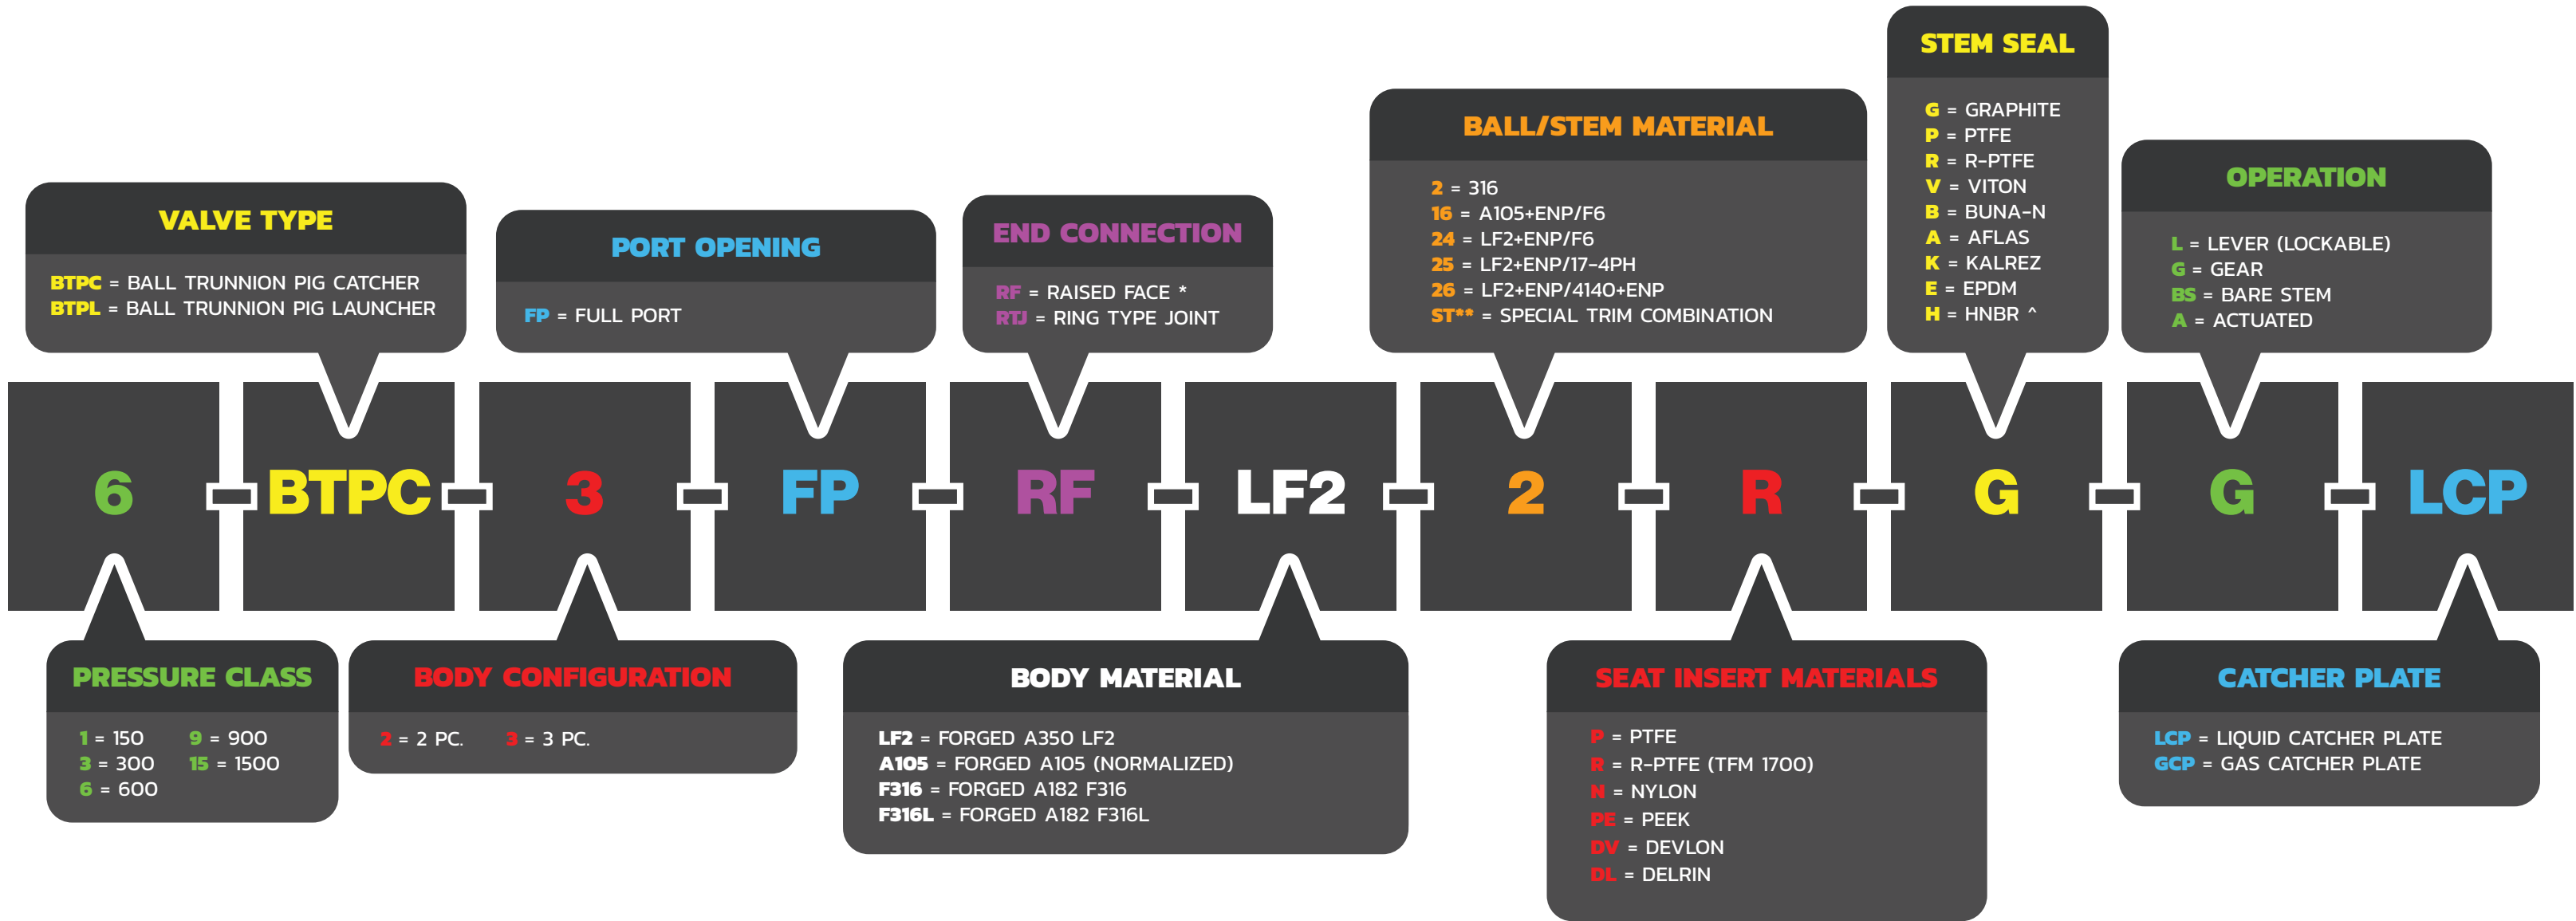 VALVE TYPE
BTPC = BALL TRUNNION PIG CATCHER
BTPL = BALL TRUNNION PIG LAUNCHER
PORT OPENING
FP = FULL PORT
END CONNECTION
RF = RAISED FACE *
RTJ = RING TYPE JOINT
BALL/STEM MATERIAL
2 = 316
16 = A105+ENP/F6
24 = LF2+ENP/F6
25 = LF2+ENP/17-4PH
26 = LF2+ENP/4140+ENP
ST** = SPECIAL TRIM COMBINATION
STEM SEAL
G = GRAPHITE
P = PTFE
R = R-PTFE
V = VITON
B = BUNA-N
A = AFLAS
K = KALREZ
E = EPDM
H = HNBR ^
OPERATION
L = LEVER (LOCKABLE)
G = GEAR
BS = BARE STEM
A = ACTUATED
6 BTPC 3 FP RF LF2 2 R G G LCP
PRESSURE CLASS
1 = 150 9 = 900
3 = 300 15 = 1500
6 = 600
BODY CONFIGURATION
2 = 2 PC. 3 = 3 PC.
BODY MATERIAL
LF2 = FORGED A350 LF2
A105 = FORGED A105 (NORMALIZED)
F316 = FORGED A182 F316
F316L = FORGED A182 F316L
SEAT INSERT MATERIALS
P = PTFE
R = R-PTFE (TFM 1700)
N = NYLON
PE = PEEK
DV = DEVLON
DL = DELRIN
CATCHER PLATE
LCP = LIQUID CATCHER PLATE
GCP = GAS CATCHER PLATE